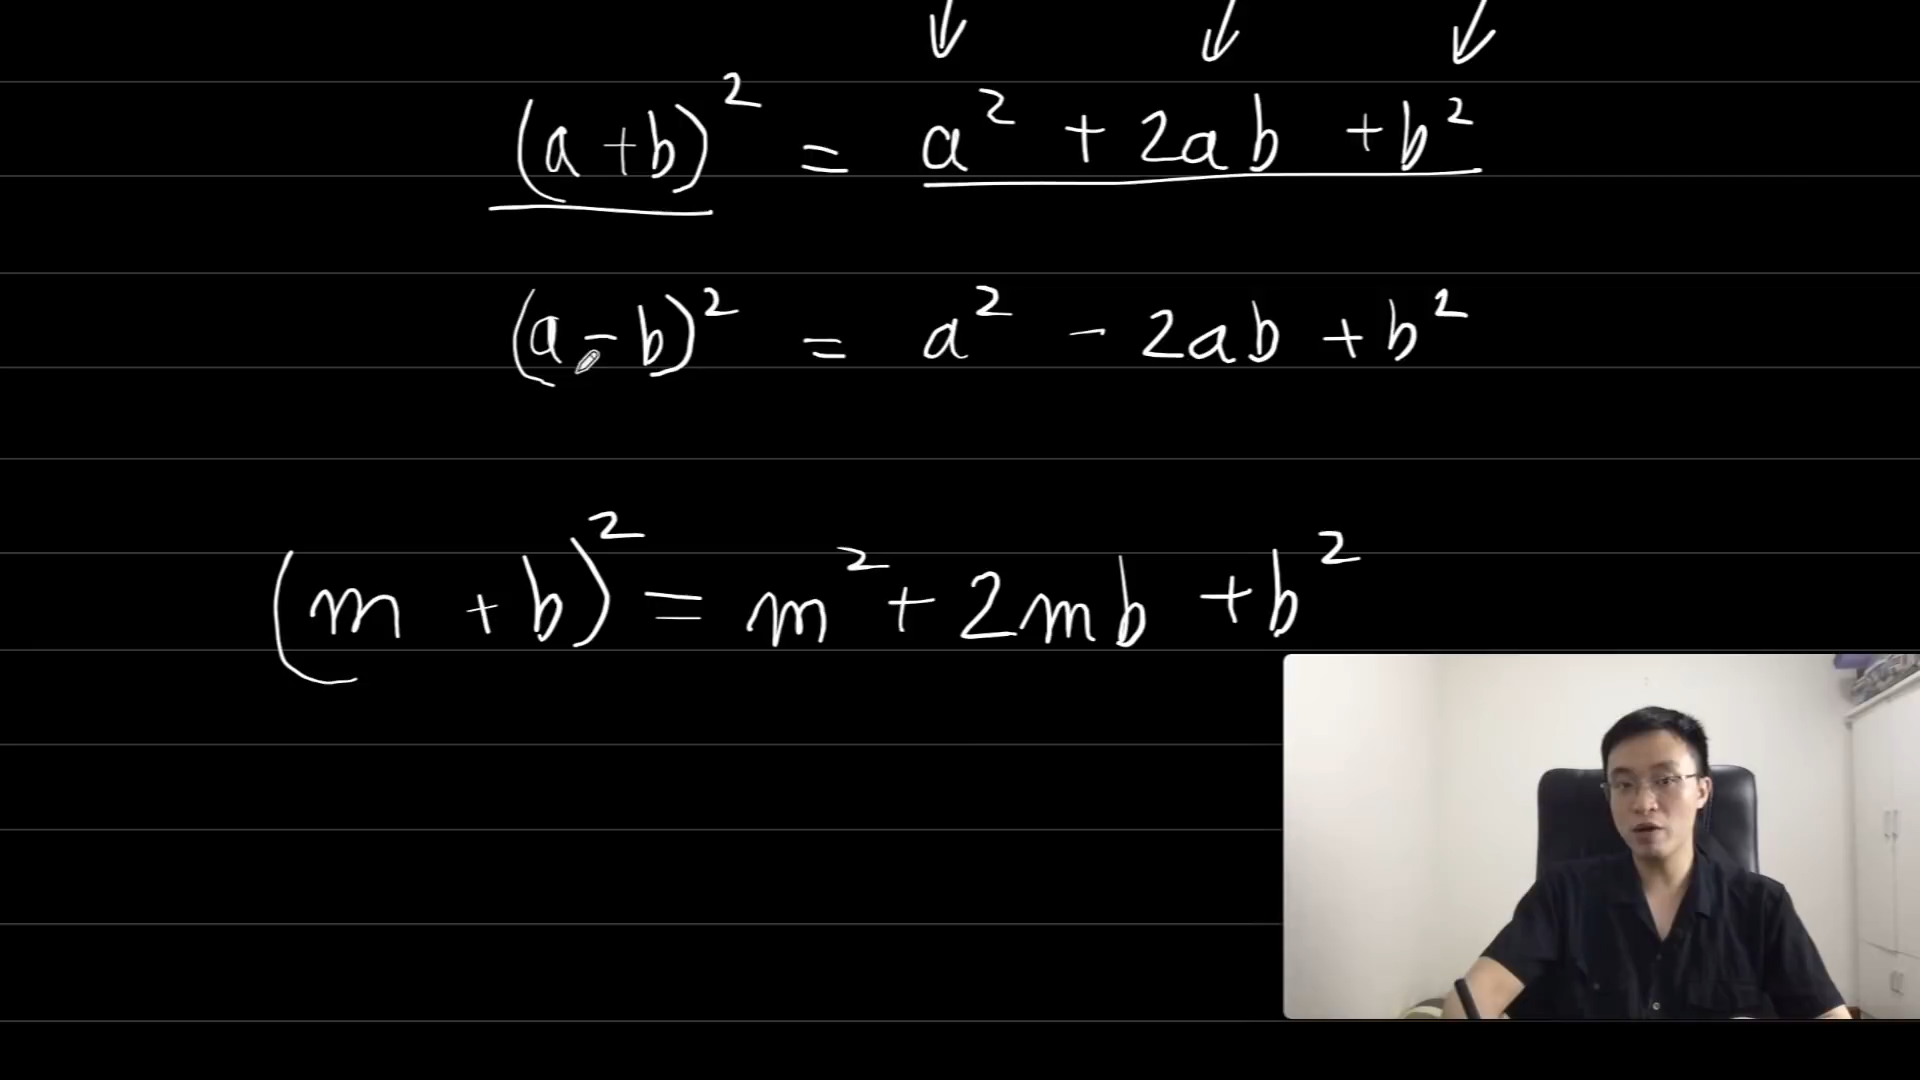 (a+b)² = a² + 2ab + b²
(a-b)² = a² - 2ab + b²
(m + b)² = m² + 2mb + b²